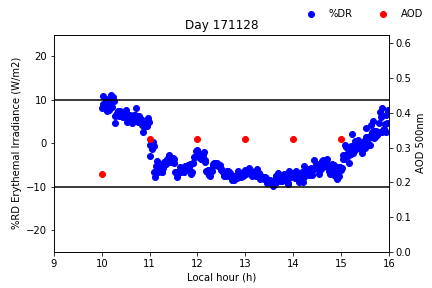 %DR AOD
Day 171128
%RD Erythemal Irradiance (W/m2)
20
10
0
−10
−20
0.6
0.5
0.4
0.3
0.2
0.1
0.0
AOD 500nm
9 10 11 12 13 14 15 16
Local hour (h)